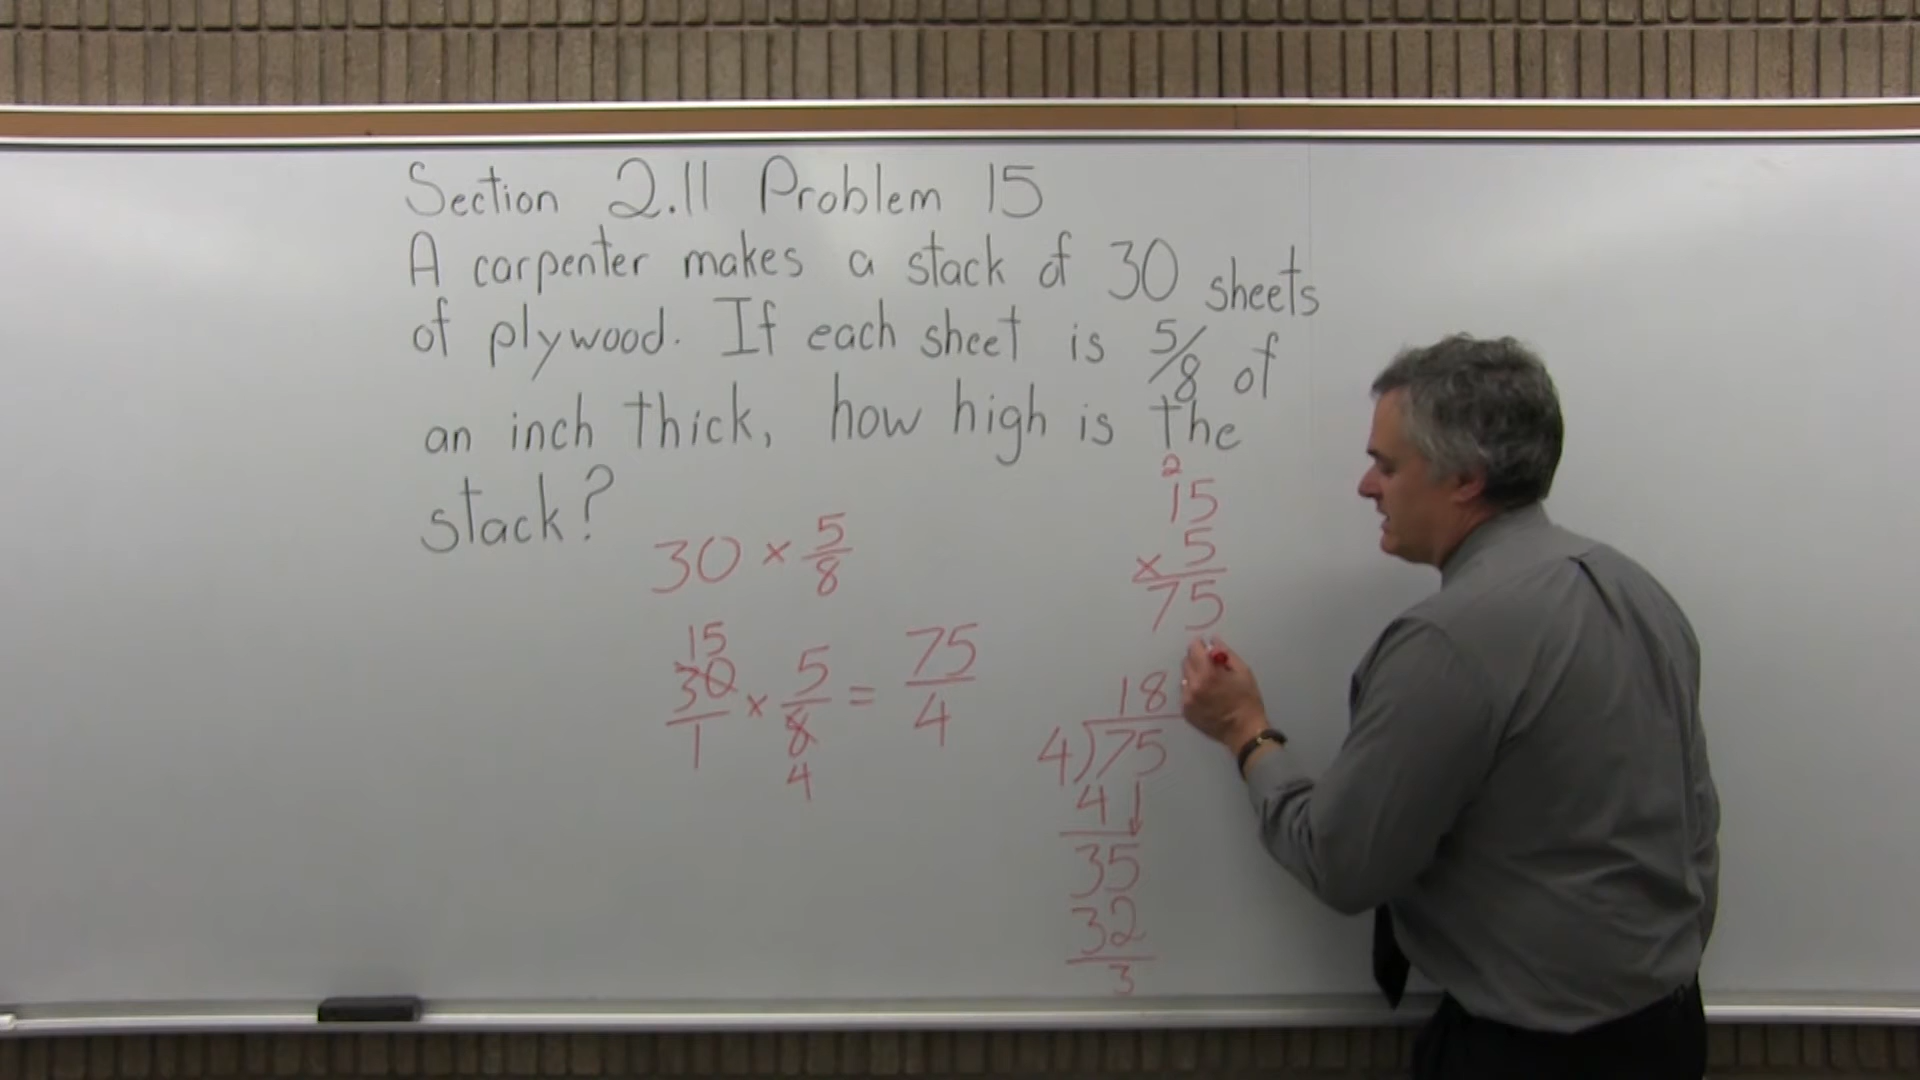 Section 2.11 Problem 15
A carpenter makes a stack of 30 sheets
of plywood. If each sheet is 5/8 of
an inch thick, how high is the
stack?
30 × 5/8
15
30/1 × 5/8 = 75/4
4
2
15
× 5
75
18
4)75
4
35
32
3